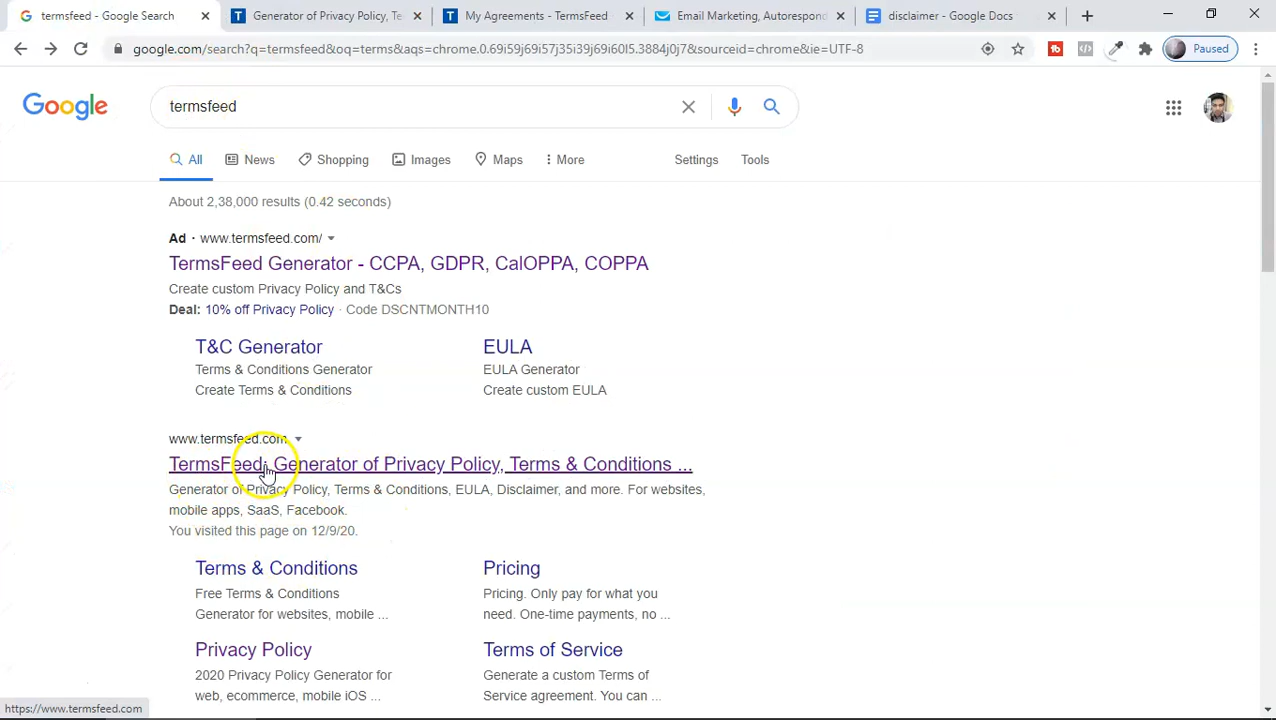 termsfeed - Google Search
Generator of Privacy Policy, Te
My Agreements - TermsFeed
Email Marketing, Autorespond
disclaimer - Google Docs
google.com/search?q=termsfeed&oq=terms&aqs=chrome.0.69i59j69i57j35i39j69i60l5.3884j0j7&sourceid=chrome&ie=UTF-8
Paused
Google
termsfeed
All
News
Shopping
Images
Maps
More
Settings
Tools
About 2,38,000 results (0.42 seconds)
Ad · www.termsfeed.com/
TermsFeed Generator - CCPA, GDPR, CalOPPA, COPPA
Create custom Privacy Policy and T&Cs
Deal: 10% off Privacy Policy · Code DSCNTMONTH10
T&C Generator
Terms & Conditions Generator
Create Terms & Conditions
EULA
EULA Generator
Create custom EULA
www.termsfeed.com
TermsFeed: Generator of Privacy Policy, Terms & Conditions ...
Generator of Privacy Policy, Terms & Conditions, EULA, Disclaimer, and more. For websites,
mobile apps, SaaS, Facebook.
You visited this page on 12/9/20.
Terms & Conditions
Free Terms & Conditions
Generator for websites, mobile ...
Pricing
Pricing. Only pay for what you
need. One-time payments, no ...
Privacy Policy
2020 Privacy Policy Generator for
web, ecommerce, mobile iOS ...
Terms of Service
Generate a custom Terms of
Service agreement. You can ...
https://www.termsfeed.com